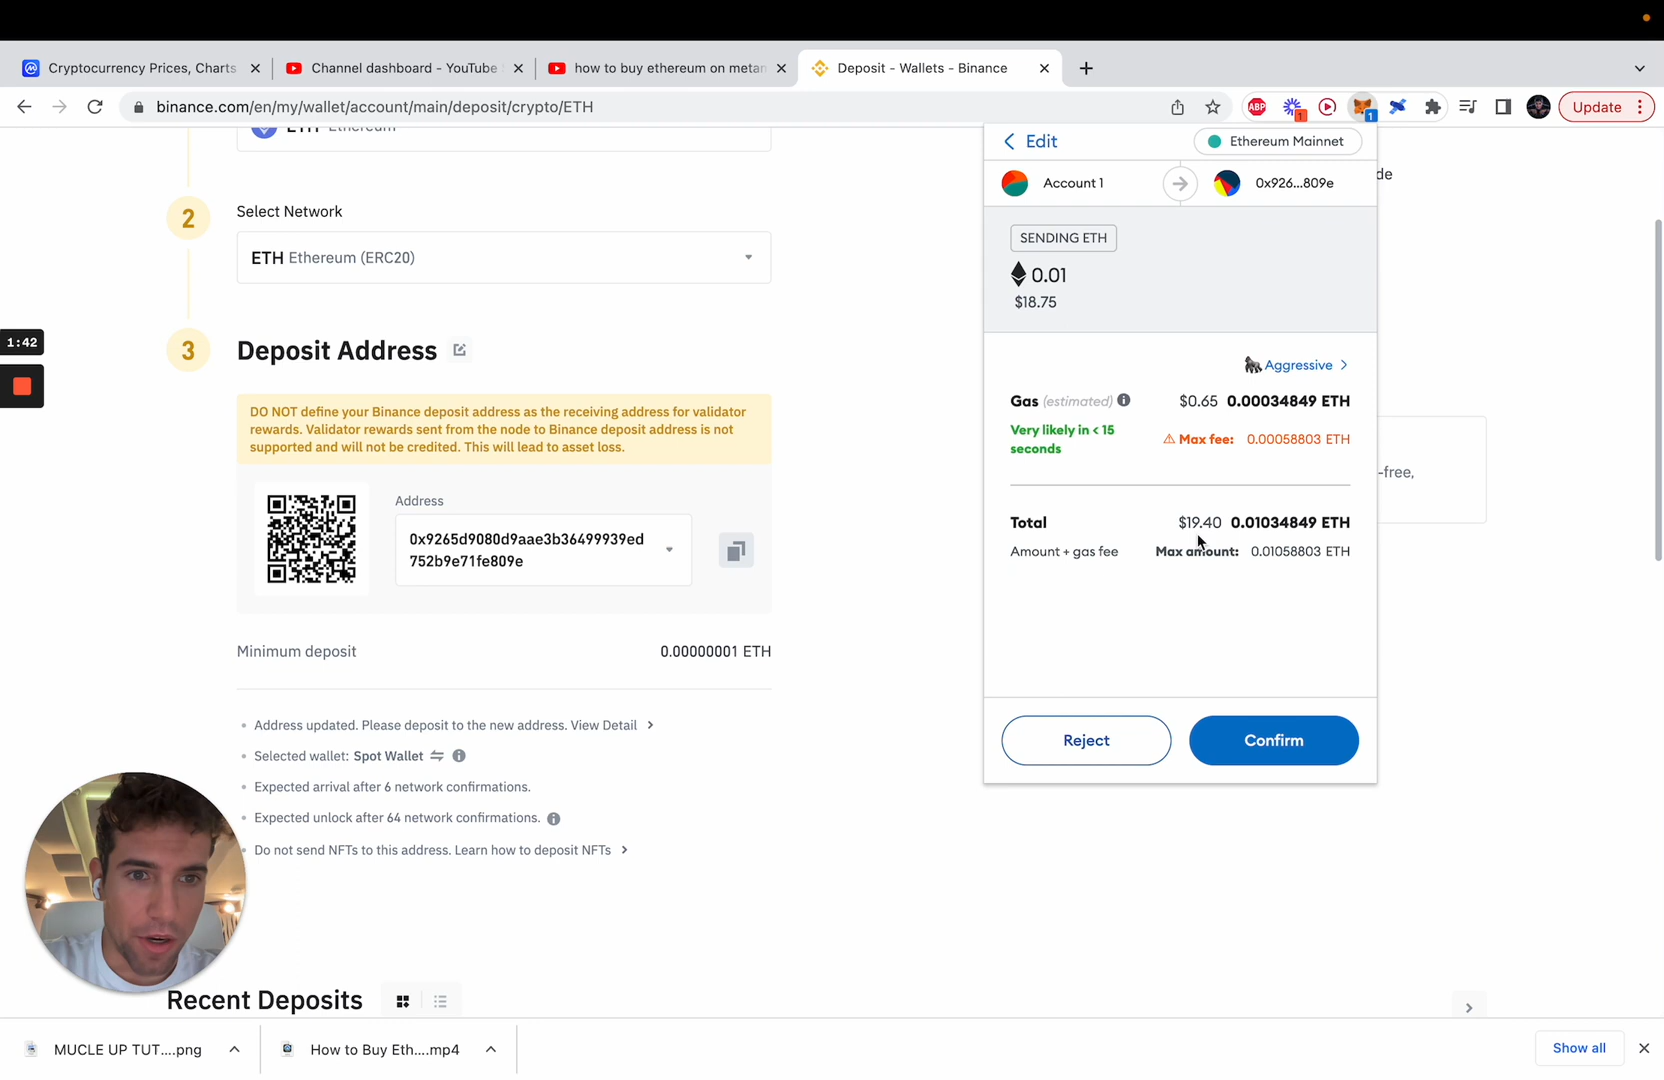 Cryptocurrency Prices, Charts
Channel dashboard - YouTube
how to buy ethereum on metan
Deposit - Wallets - Binance
binance.com/en/my/wallet/account/main/deposit/crypto/ETH
ABP
1
1
Update
ETH Ethereum
2
Select Network
ETH Ethereum (ERC20)
1:42
3
Deposit Address
DO NOT define your Binance deposit address as the receiving address for validator
rewards. Validator rewards sent from the node to Binance deposit address is not
supported and will not be credited. This will lead to asset loss.
Address
0x9265d9080d9aae3b36499939ed
752b9e71fe809e
Minimum deposit
0.00000001 ETH
Address updated. Please deposit to the new address. View Detail
Selected wallet: Spot Wallet
Expected arrival after 6 network confirmations.
Expected unlock after 64 network confirmations.
Do not send NFTs to this address. Learn how to deposit NFTs
Recent Deposits
Edit
Ethereum Mainnet
Account 1
0x926...809e
SENDING ETH
0.01
$18.75
Aggressive
Gas (estimated) $0.65 0.00034849 ETH
Very likely in < 15
seconds
Max fee: 0.00058803 ETH
Total $19.40 0.01034849 ETH
Amount + gas fee Max amount: 0.01058803 ETH
Reject
Confirm
de
-free,
MUCLE UP TUT....png
How to Buy Eth....mp4
Show all